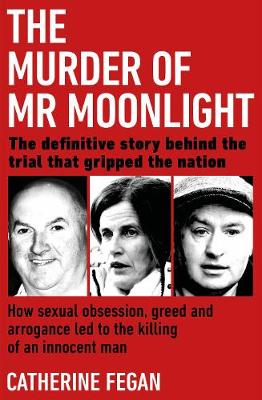 THE
MURDER OF
MR MOONLIGHT
The definitive story behind the
trial that gripped the nation
How sexual obsession, greed and
arrogance led to the killing
of an innocent man
CATHERINE FEGAN